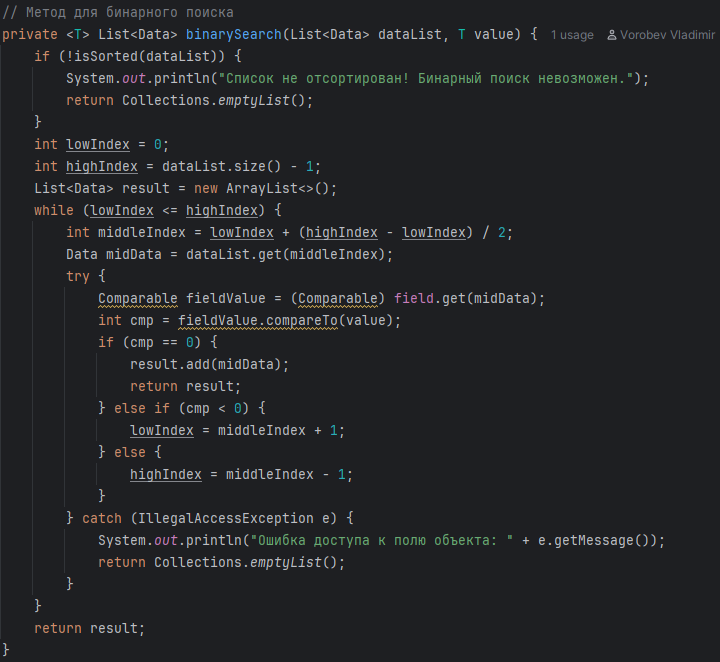 // Метод для бинарного поиска
private <T> List<Data> binarySearch(List<Data> dataList, T value) { 1 usage Vorobev Vladimir
    if (!isSorted(dataList)) {
        System.out.println("Список не отсортирован! Бинарный поиск невозможен.");
        return Collections.emptyList();
    }
    int lowIndex = 0;
    int highIndex = dataList.size() - 1;
    List<Data> result = new ArrayList<>();
    while (lowIndex <= highIndex) {
        int middleIndex = lowIndex + (highIndex - lowIndex) / 2;
        Data midData = dataList.get(middleIndex);
        try {
            Comparable fieldValue = (Comparable) field.get(midData);
            int cmp = fieldValue.compareTo(value);
            if (cmp == 0) {
                result.add(midData);
                return result;
            } else if (cmp < 0) {
                lowIndex = middleIndex + 1;
            } else {
                highIndex = middleIndex - 1;
            }
        } catch (IllegalAccessException e) {
            System.out.println("Ошибка доступа к полю объекта: " + e.getMessage());
            return Collections.emptyList();
        }
    }
    return result;
}